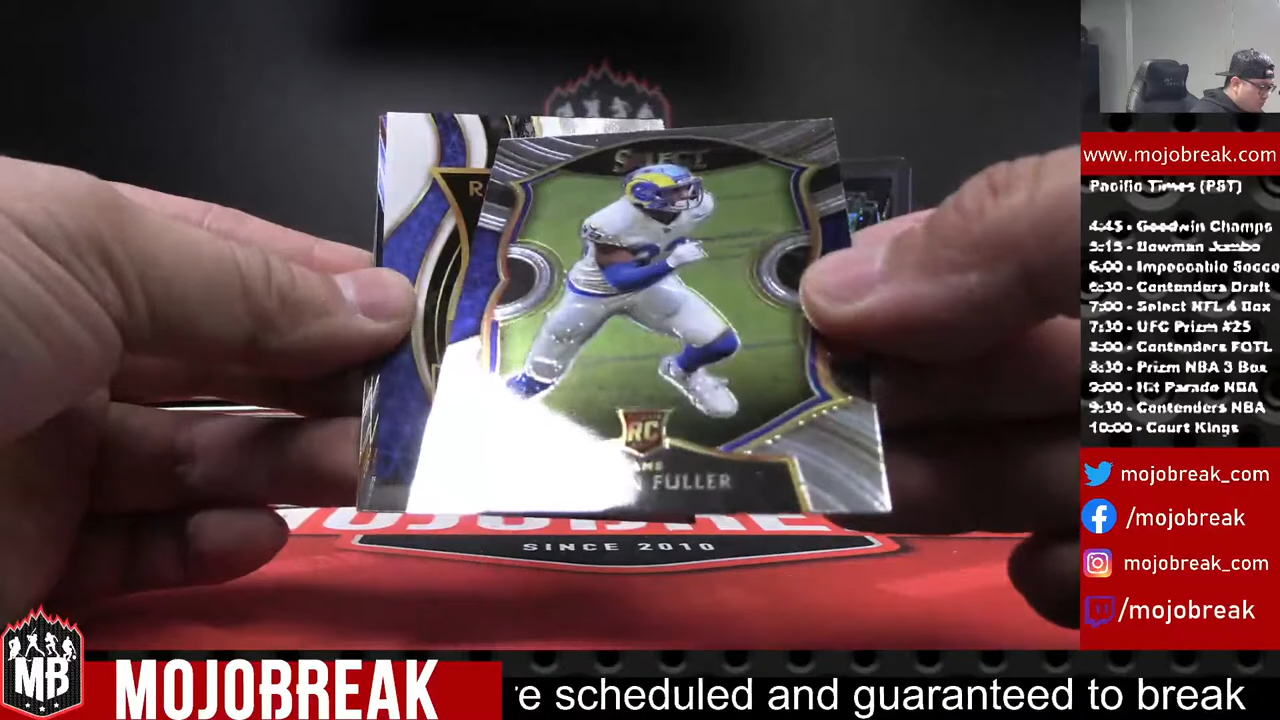 SELECT
R
RC
FULLER
SINCE 2010
www.mojobreak.com
Pacific Times (PST)
4:45 - Goodwin Champs
5:15 - Bowman Jumbo
6:00 - Impeccable Socce
6:30 - Contenders Draft
7:00 - Select NFL 4 Box
7:30 - UFC Prizm #25
8:00 - Contenders FOTL
8:30 - Prizm NBA 3 Box
9:00 - Hit Parade NBA
9:30 - Contenders NBA
10:00 - Court Kings
mojobreak_com
/mojobreak
mojobreak_com
/mojobreak
MB
MOJOBREAK
e scheduled and guaranteed to break